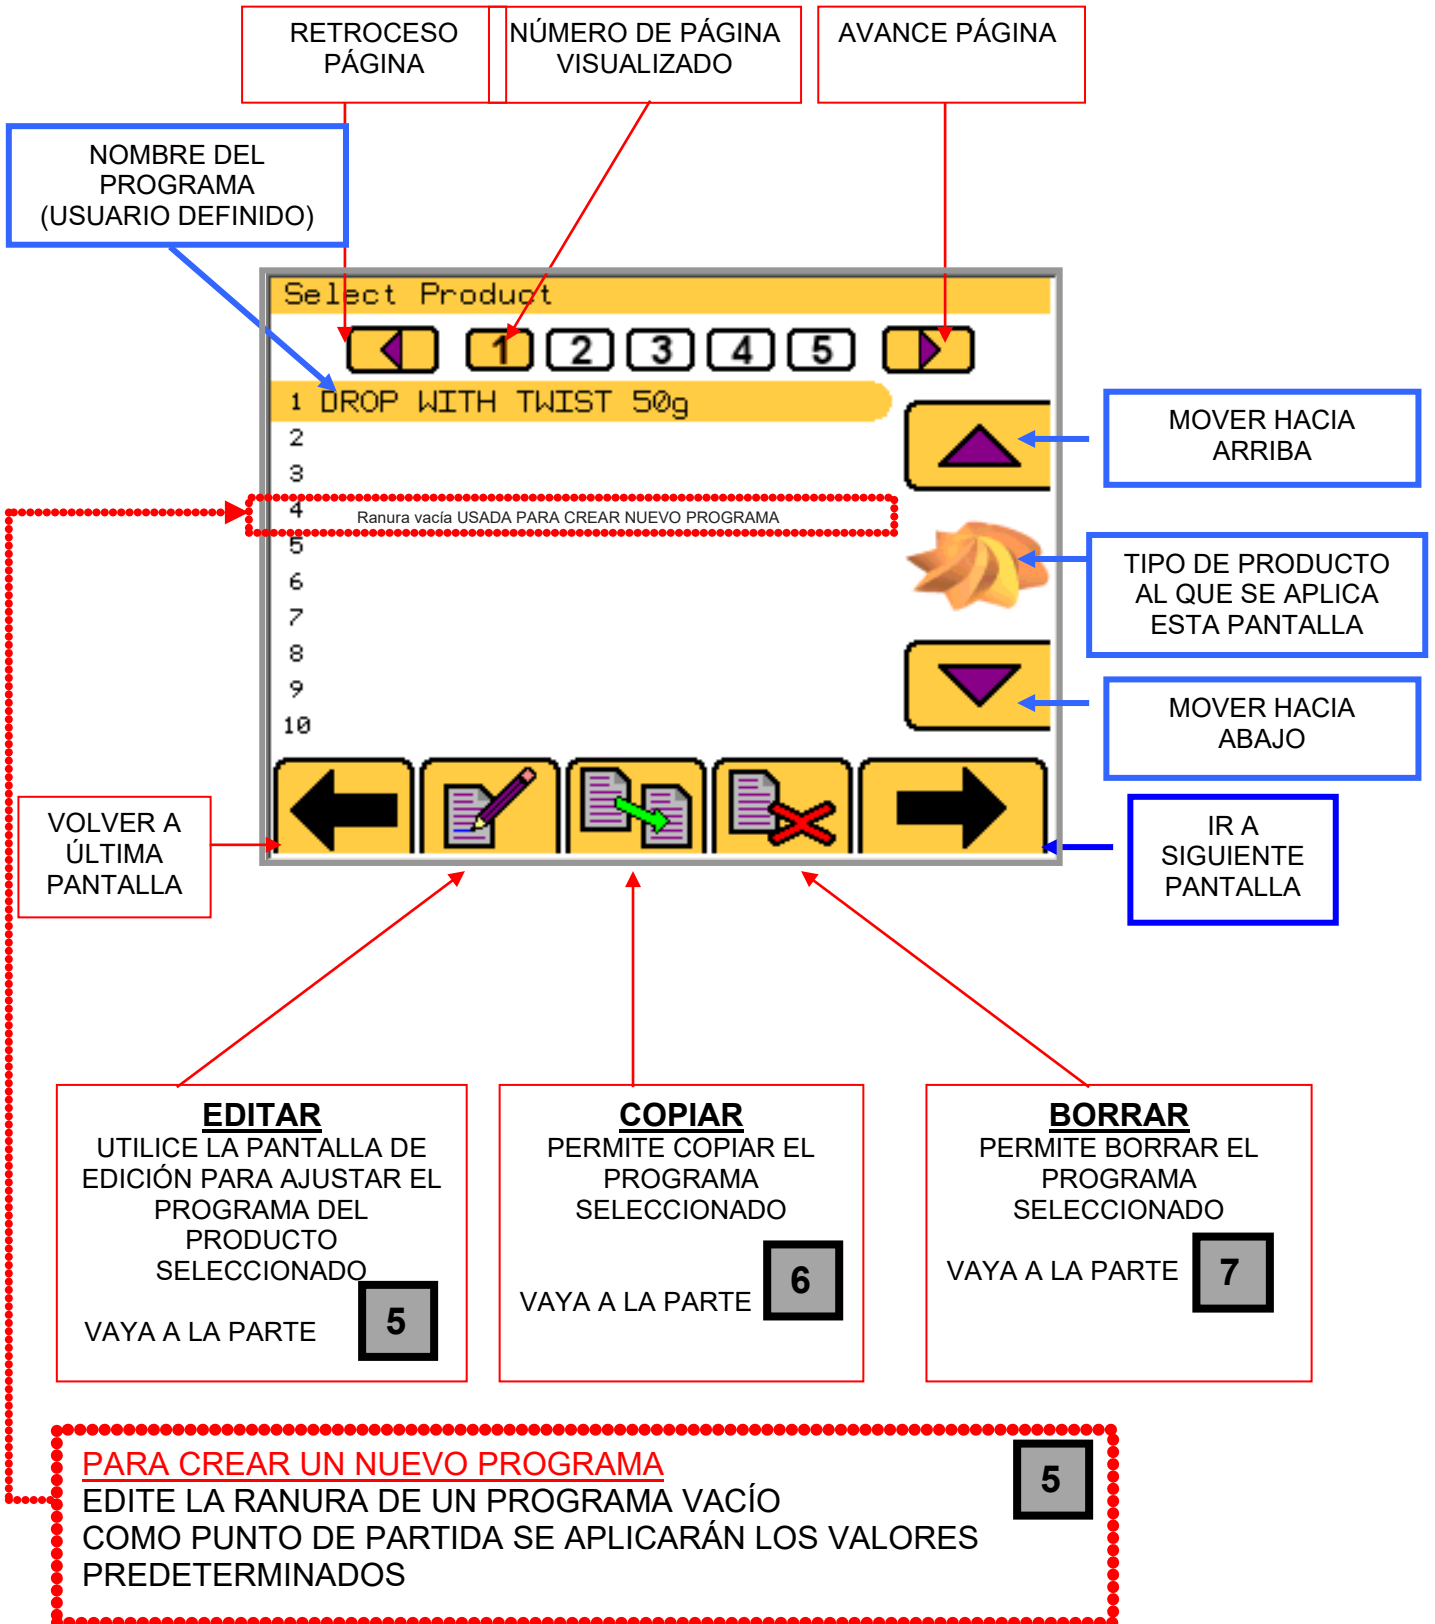 RETROCESO
PÁGINA
NÚMERO DE PÁGINA
VISUALIZADO
AVANCE PÁGINA
NOMBRE DEL
PROGRAMA
(USUARIO DEFINIDO)
Select Product
1 2 3 4 5
1 DROP WITH TWIST 50g
2
3
4 Ranura vacía USADA PARA CREAR NUEVO PROGRAMA
5
6
7
8
9
10
MOVER HACIA
ARRIBA
TIPO DE PRODUCTO
AL QUE SE APLICA
ESTA PANTALLA
MOVER HACIA
ABAJO
VOLVER A
ÚLTIMA
PANTALLA
IR A
SIGUIENTE
PANTALLA
EDITAR
UTILICE LA PANTALLA DE
EDICIÓN PARA AJUSTAR EL
PROGRAMA DEL
PRODUCTO
SELECCIONADO
VAYA A LA PARTE 5
COPIAR
PERMITE COPIAR EL
PROGRAMA
SELECCIONADO
VAYA A LA PARTE 6
BORRAR
PERMITE BORRAR EL
PROGRAMA
SELECCIONADO
VAYA A LA PARTE 7
PARA CREAR UN NUEVO PROGRAMA 5
EDITE LA RANURA DE UN PROGRAMA VACÍO
COMO PUNTO DE PARTIDA SE APLICARÁN LOS VALORES
PREDETERMINADOS